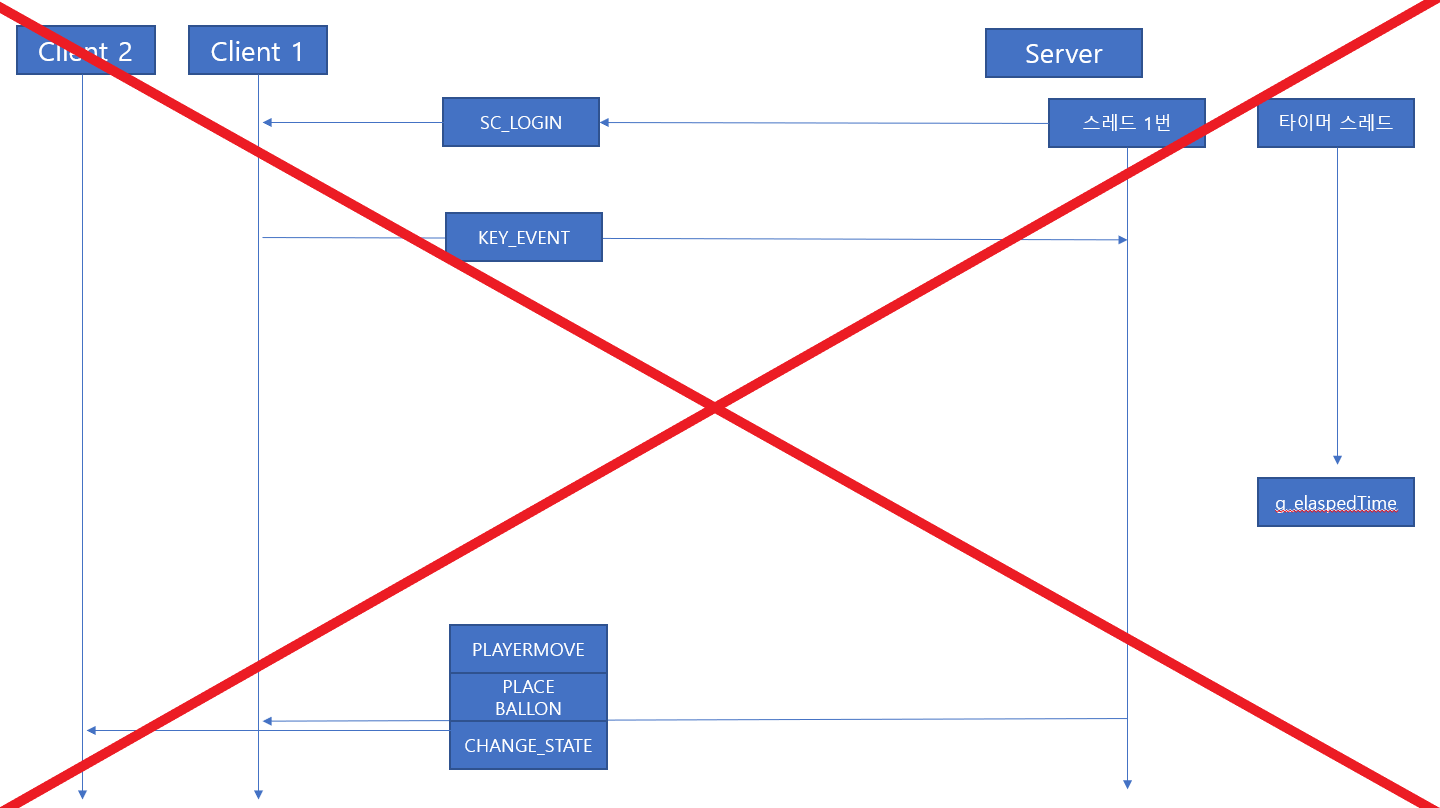 Client 2
Client 1
Server
SC_LOGIN
스레드 1번
타이머 스레드
KEY_EVENT
g_elaspedTime
PLAYERMOVE
PLACE
BALLON
CHANGE_STATE